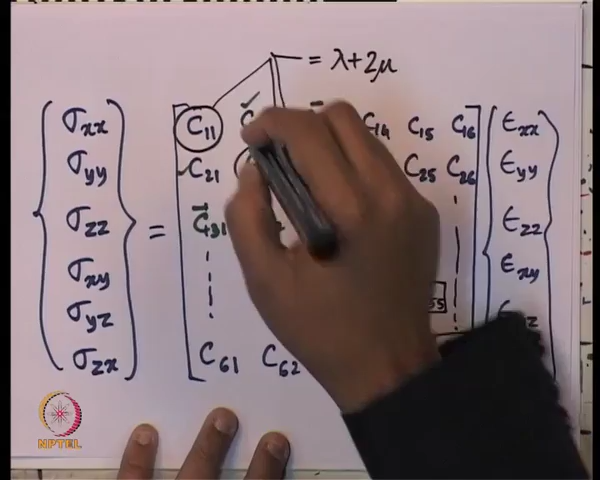 = λ+2μ
σxx C11 C C14 C15 C16 εxx
σyy C21 C25 C26 εyy
σzz = C31 εzz
σxy εxy
σyz 55
σzx C61 C62
NPTEL